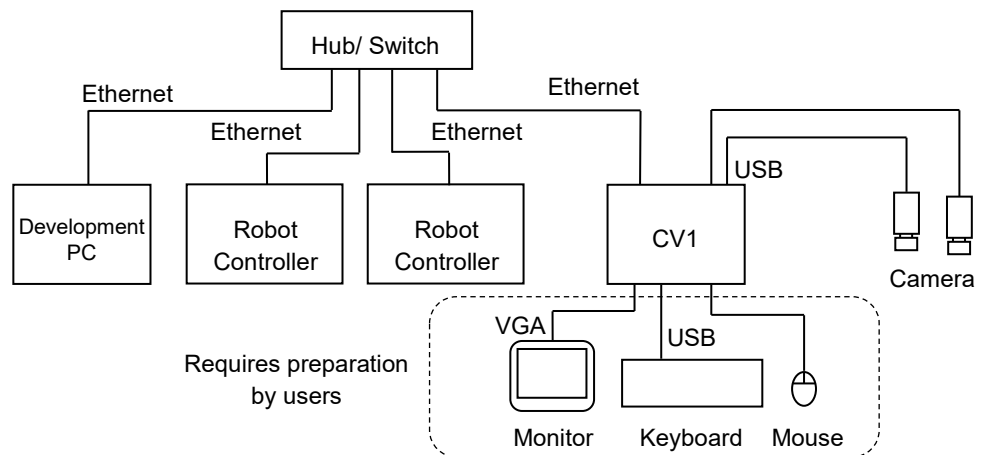 Hub/ Switch
Ethernet
Ethernet
Ethernet
Ethernet
USB
Development
PC
Robot
Controller
Robot
Controller
CV1
Camera
VGA
USB
Requires preparation
by users
Monitor
Keyboard
Mouse